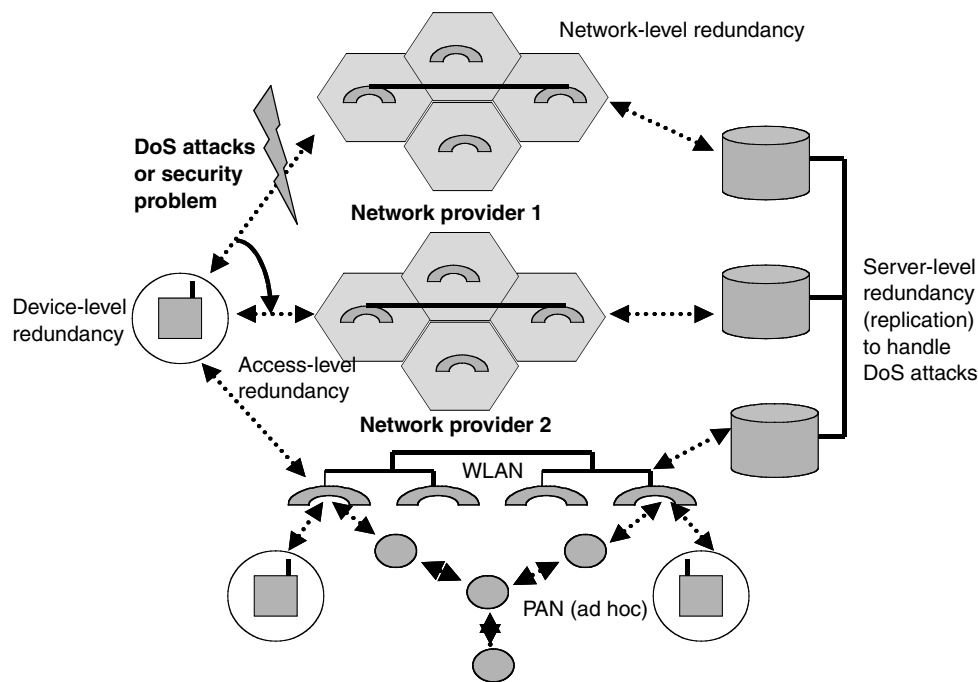 Network-level redundancy
DoS attacks
or security
problem
Network provider 1
Device-level
redundancy
Access-level
redundancy
Server-level
redundancy
(replication)
to handle
DoS attacks
Network provider 2
WLAN
PAN (ad hoc)